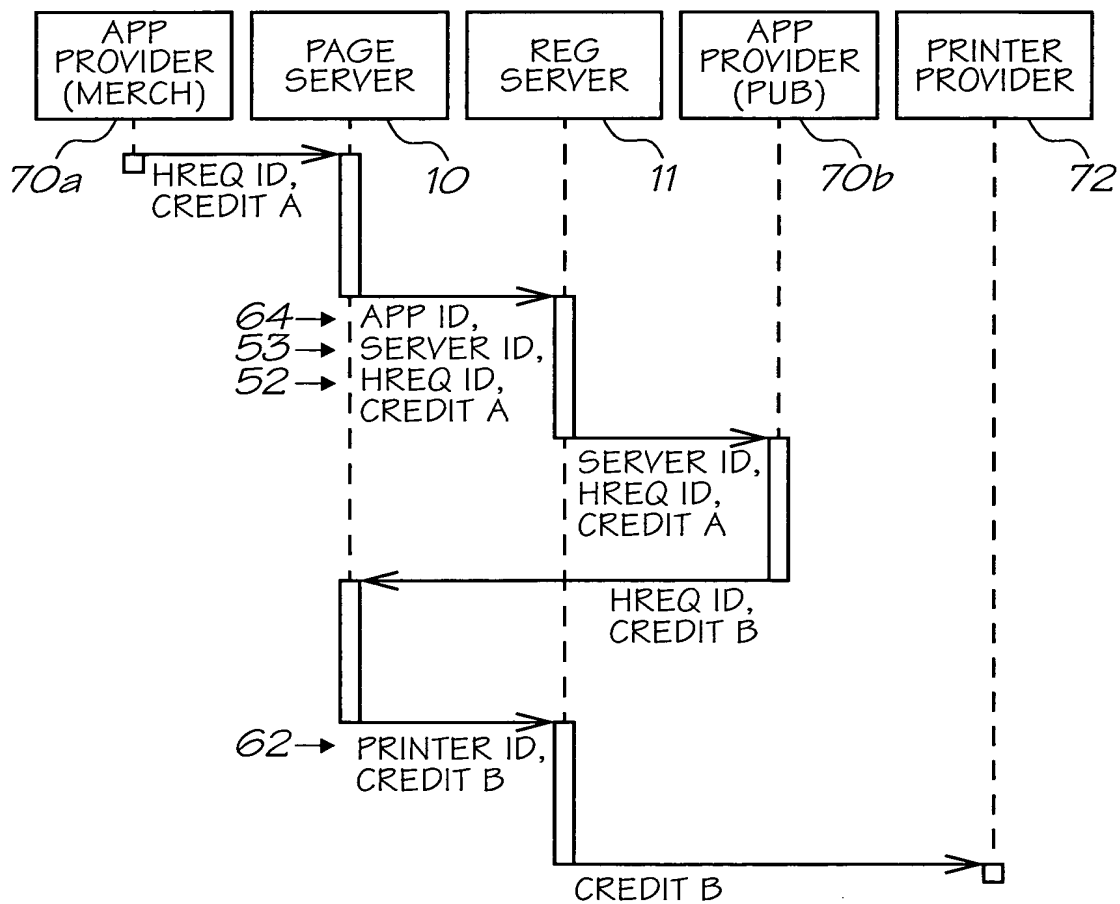 APP
PROVIDER
(MERCH)
PAGE
SERVER
REG
SERVER
APP
PROVIDER
(PUB)
PRINTER
PROVIDER
70a
10
11
70b
72
HREQ ID,
CREDIT A
64
APP ID,
53
SERVER ID,
52
HREQ ID,
CREDIT A
SERVER ID,
HREQ ID,
CREDIT A
HREQ ID,
CREDIT B
62
PRINTER ID,
CREDIT B
CREDIT B